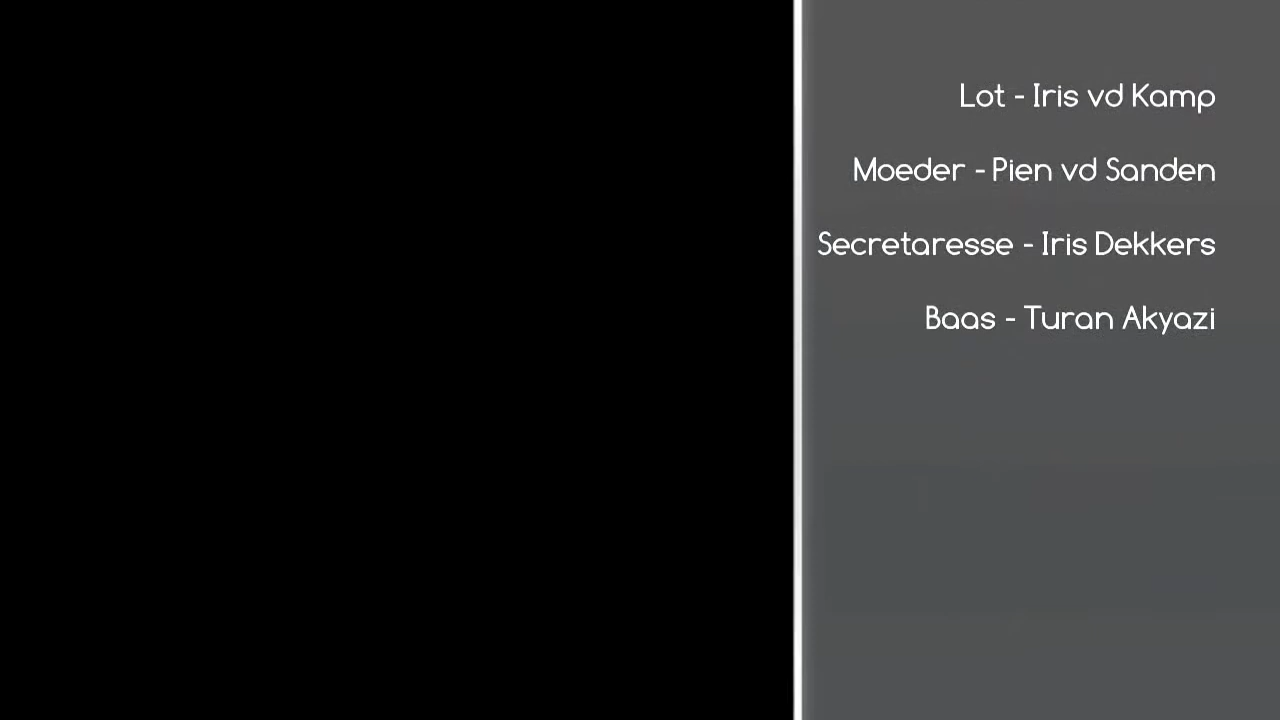 Lot - Iris vd Kamp
Moeder - Pien vd Sanden
Secretaresse - Iris Dekkers
Baas - Turan Akyazi